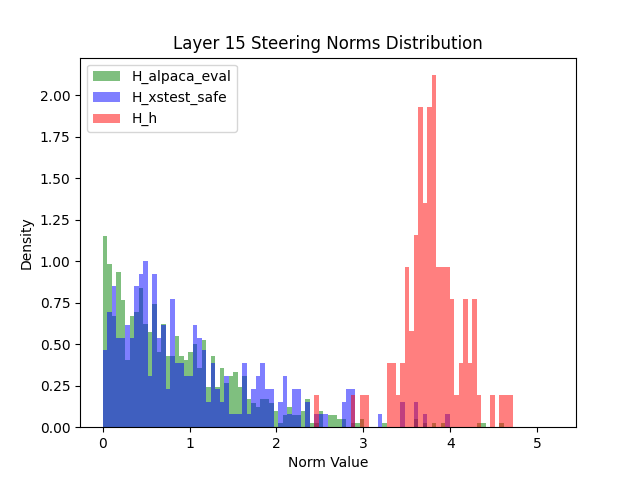 Layer 15 Steering Norms Distribution
H_alpaca_eval
H_xstest_safe
H_h
2.00
1.75
1.50
1.25
1.00
0.75
0.50
0.25
0.00
Density
0 1 2 3 4 5
Norm Value